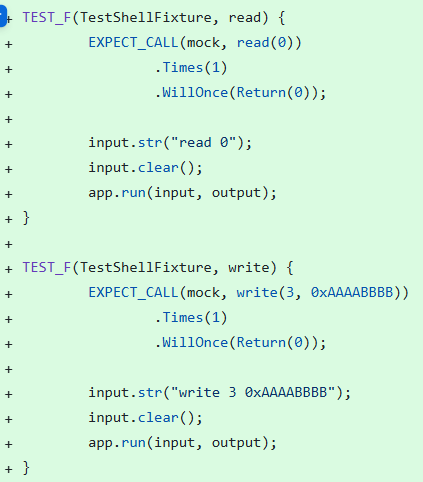 + TEST_F(TestShellFixture, read) {
+ EXPECT_CALL(mock, read(0))
+ .Times(1)
+ .WillOnce(Return(0));
+
+ input.str("read 0");
+ input.clear();
+ app.run(input, output);
+ }
+
+ TEST_F(TestShellFixture, write) {
+ EXPECT_CALL(mock, write(3, 0xAAAABBBB))
+ .Times(1)
+ .WillOnce(Return(0));
+
+ input.str("write 3 0xAAAABBBB");
+ input.clear();
+ app.run(input, output);
+ }